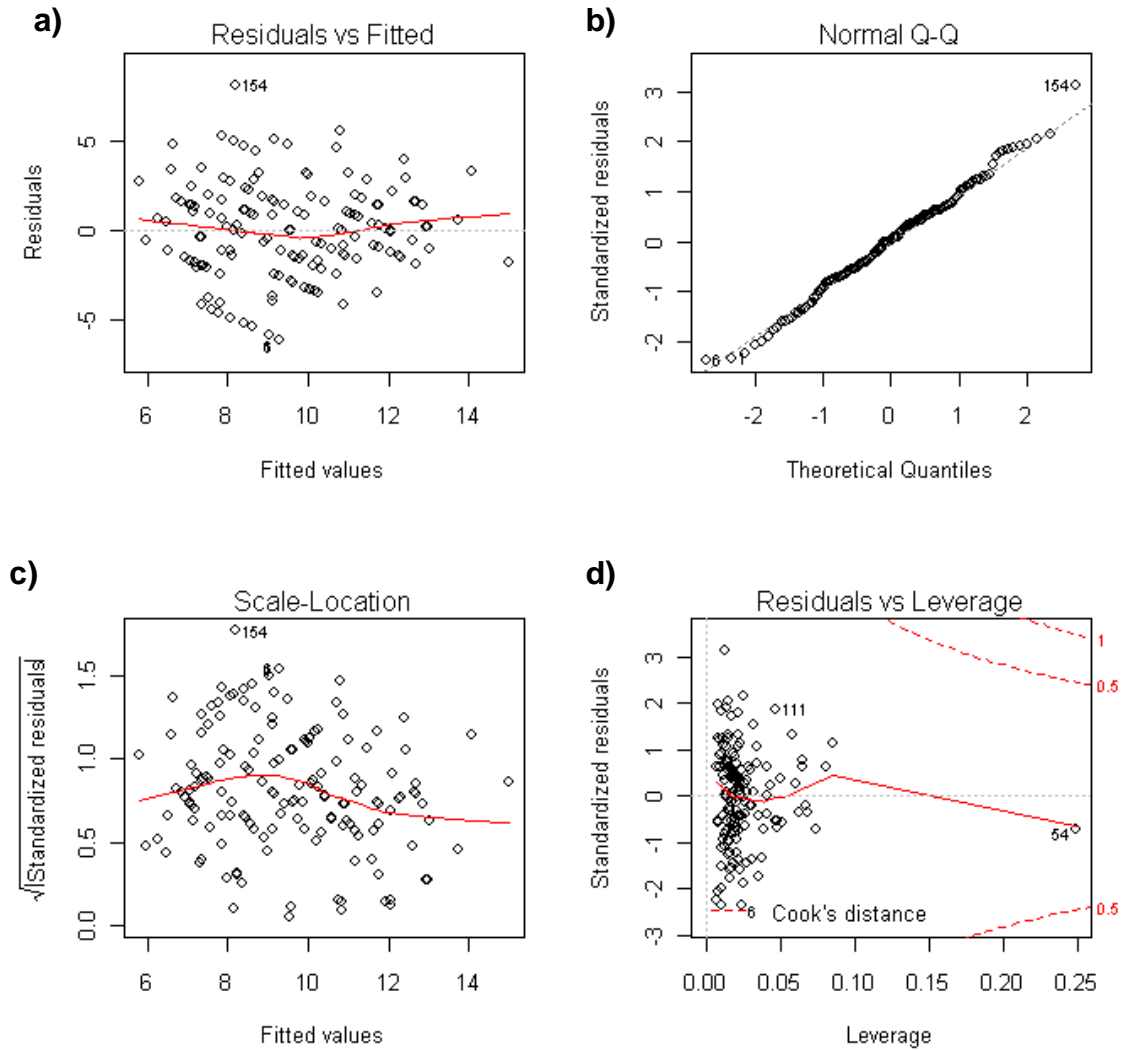 a)
Residuals vs Fitted
154
6
5
0
-5
Residuals
6 8 10 12 14
Fitted values
b)
Normal Q-Q
154
6
3
2
1
0
-1
-2
Standardized residuals
-2 -1 0 1 2
Theoretical Quantiles
c)
Scale-Location
154
6
1.5
1.0
0.5
0.0
√|Standardized residuals|
6 8 10 12 14
Fitted values
d)
Residuals vs Leverage
1
0.5
111
54
6
Cook's distance
0.5
3
2
1
0
-1
-2
-3
Standardized residuals
0.00 0.05 0.10 0.15 0.20 0.25
Leverage